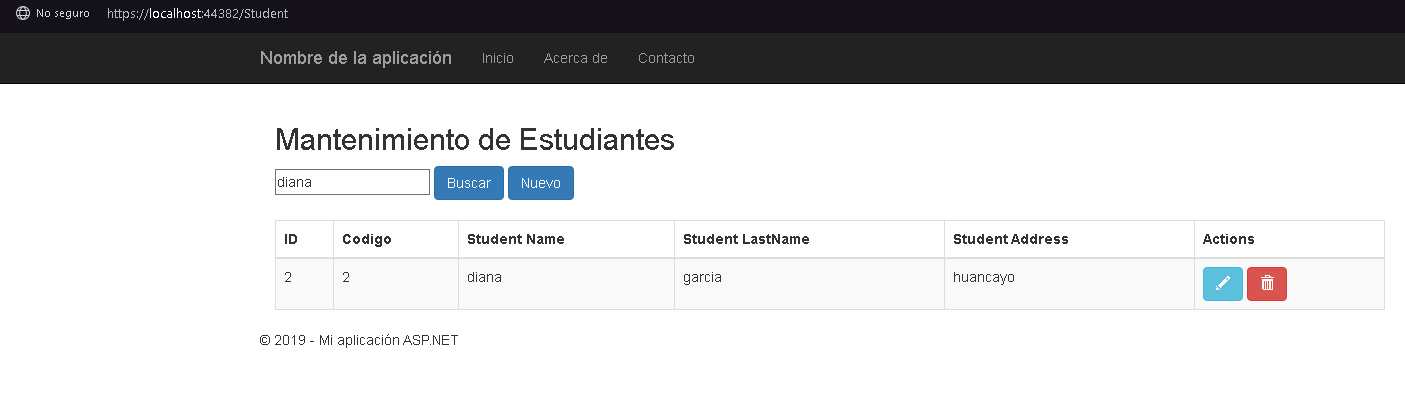 No seguro https://localhost:44382/Student
Nombre de la aplicación Inicio Acerca de Contacto
Mantenimiento de Estudiantes
diana Buscar Nuevo
ID Codigo Student Name Student LastName Student Address Actions
2 2 diana garcia huancayo
© 2019 - Mi aplicación ASP.NET